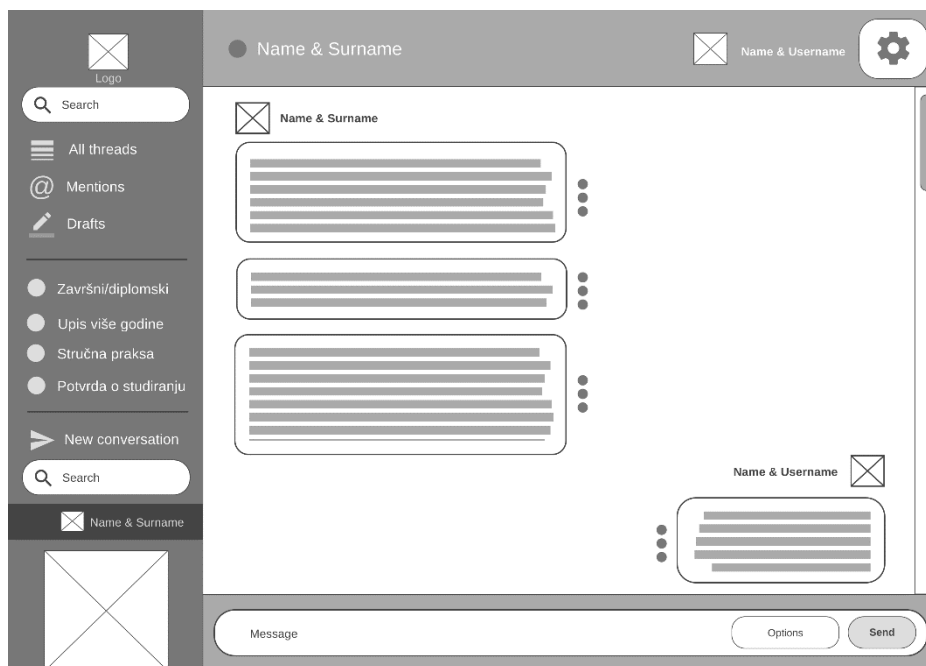 Logo
Search
All threads
@ Mentions
Drafts
Završni/diplomski
Upis više godine
Stručna praksa
Potvrda o studiranju
New conversation
Search
Name & Surname
Name & Surname
Name & Username
Name & Surname
Name & Username
Message
Options
Send